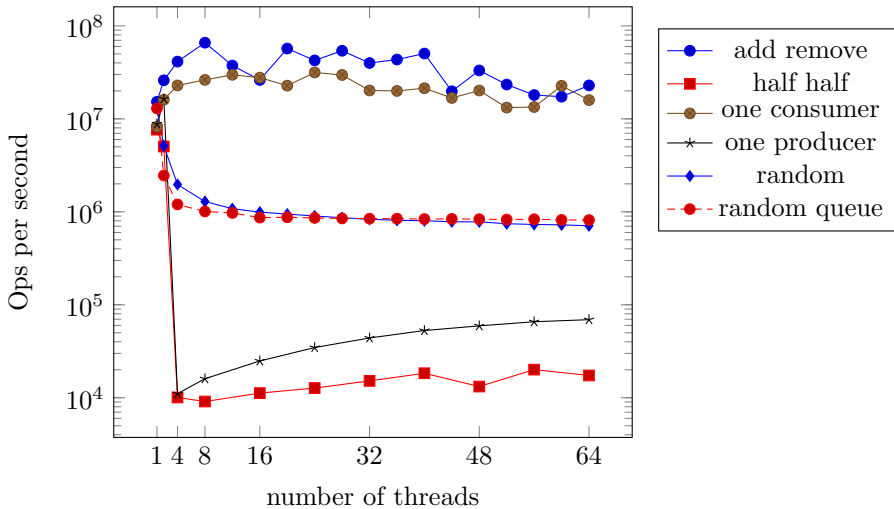 10^8
10^7
10^6
10^5
10^4
Ops per second
1 4 8 16 32 48 64
number of threads
add remove
half half
one consumer
one producer
random
random queue